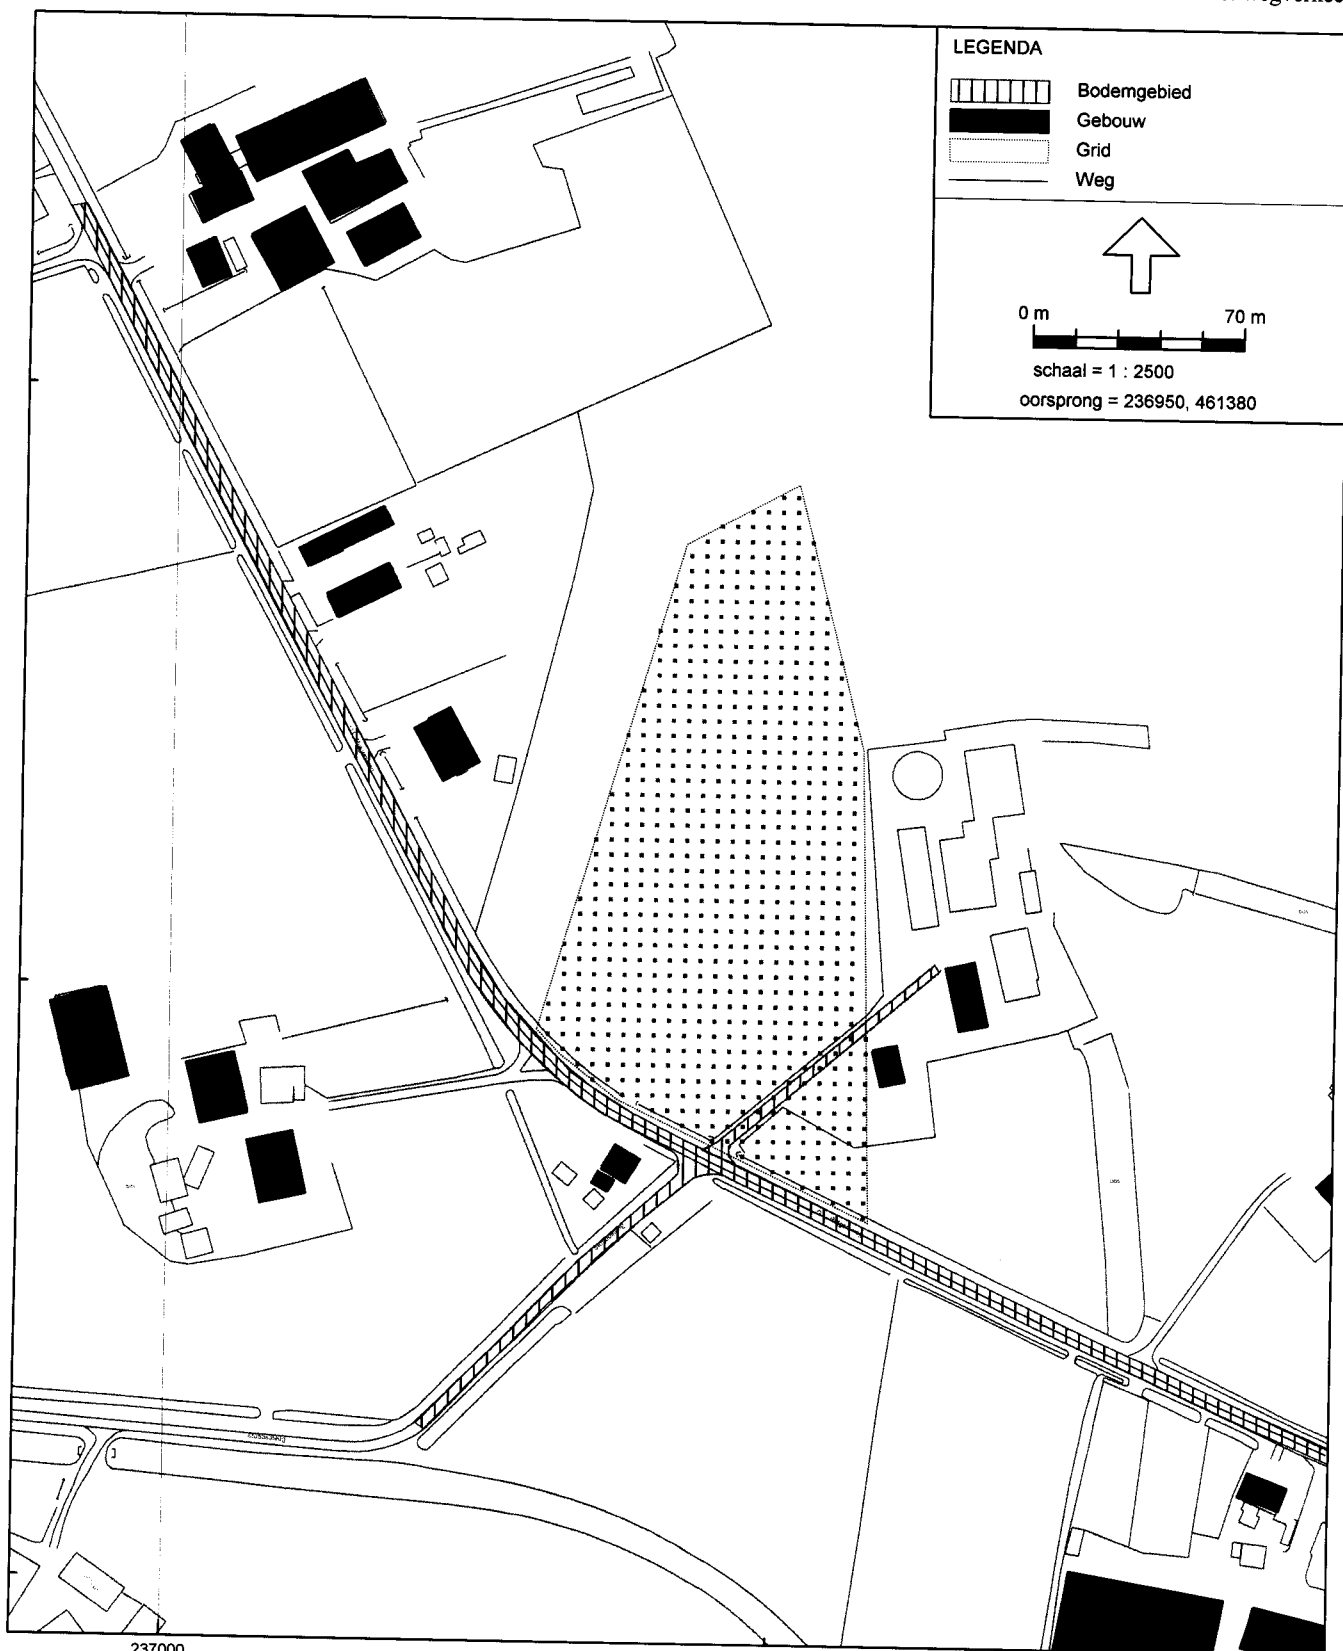 LEGENDA
Bodemgebied
Gebouw
Grid
Weg
0 m 70 m
schaal = 1 : 2500
oorsprong = 236950, 461380
237000